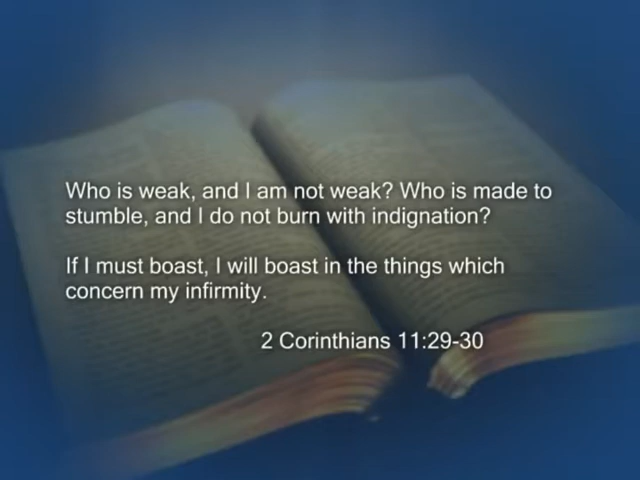 Who is weak, and I am not weak? Who is made to
stumble, and I do not burn with indignation?
If I must boast, I will boast in the things which
concern my infirmity.
2 Corinthians 11:29-30